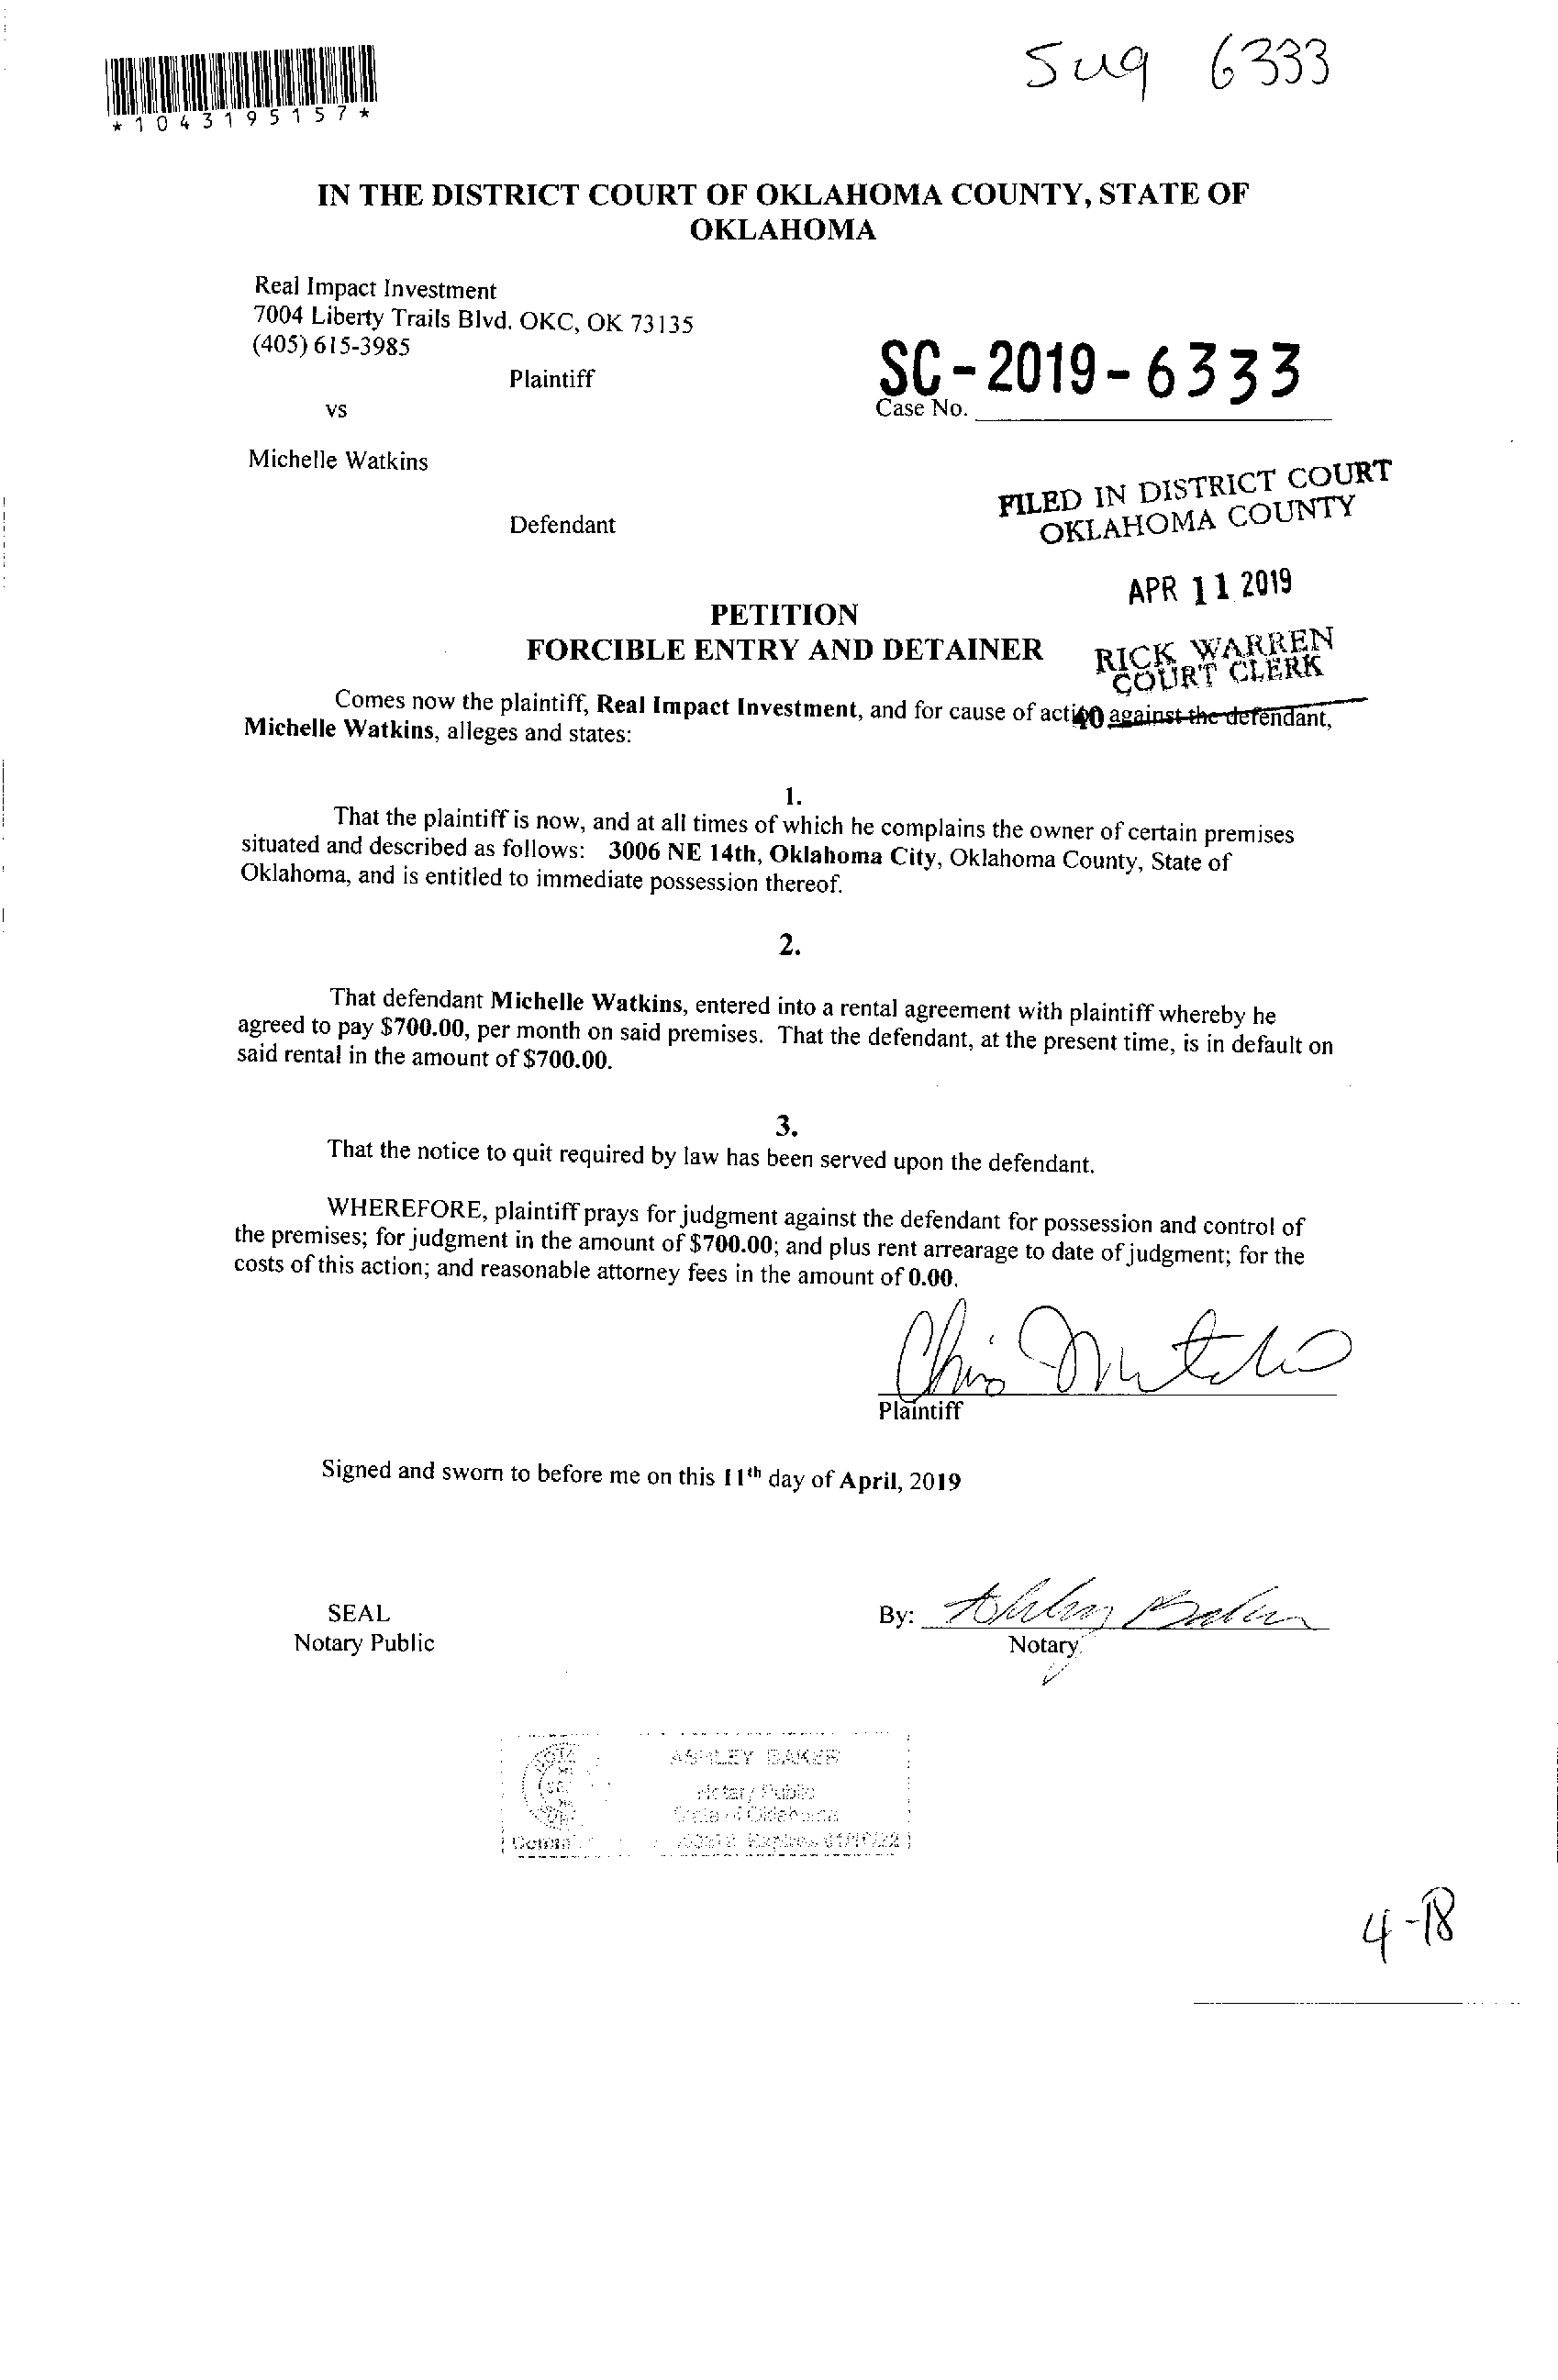 *1043195157*
6333
IN THE DISTRICT COURT OF OKLAHOMA COUNTY, STATE OF
OKLAHOMA
Real Impact Investment
7004 Liberty Trails Blvd. OKC, OK 73135
(405) 615-3985
Plaintiff
vs
SC-2019-6333
Case No.
Michelle Watkins
Defendant
FILED IN DISTRICT COURT
OKLAHOMA COUNTY
APR 11 2019
RICK WARREN
COURT CLERK
40
PETITION
FORCIBLE ENTRY AND DETAINER
Comes now the plaintiff, Real Impact Investment, and for cause of action against the defendant,
Michelle Watkins, alleges and states:
1.
That the plaintiff is now, and at all times of which he complains the owner of certain premises
situated and described as follows: 3006 NE 14th, Oklahoma City, Oklahoma County, State of
Oklahoma, and is entitled to immediate possession thereof.
2.
That defendant Michelle Watkins, entered into a rental agreement with plaintiff whereby he
agreed to pay $700.00, per month on said premises. That the defendant, at the present time, is in default on
said rental in the amount of $700.00.
3.
That the notice to quit required by law has been served upon the defendant.
WHEREFORE, plaintiff prays for judgment against the defendant for possession and control of
the premises; for judgment in the amount of $700.00; and plus rent arrearage to date of judgment; for the
costs of this action; and reasonable attorney fees in the amount of 0.00.
Plaintiff
Signed and sworn to before me on this 11th day of April, 2019
SEAL
Notary Public
By: Ashley Baker
Notary
ASHLEY BAKER
Notary Public
State of Oklahoma
4-18